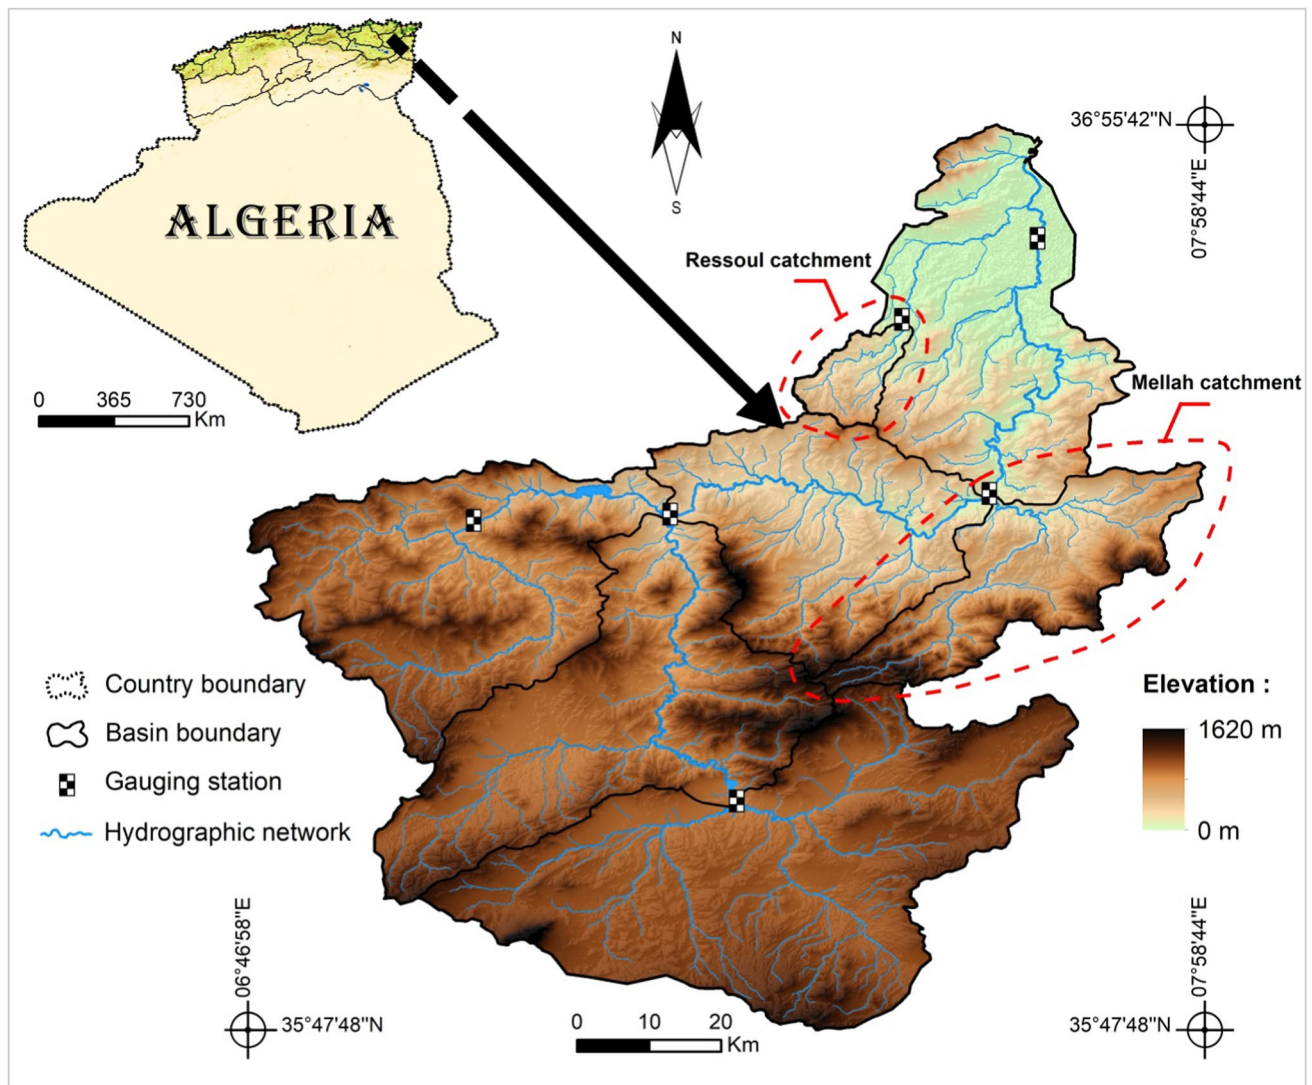 N
S
ALGERIA
0 365 730
Km
36°55'42"N
07°58'44"E
Ressoul catchment
Mellah catchment
Country boundary
Basin boundary
Gauging station
Hydrographic network
Elevation :
1620 m
0 m
06°46'58"E
35°47'48"N
0 10 20
Km
07°58'44"E
35°47'48"N